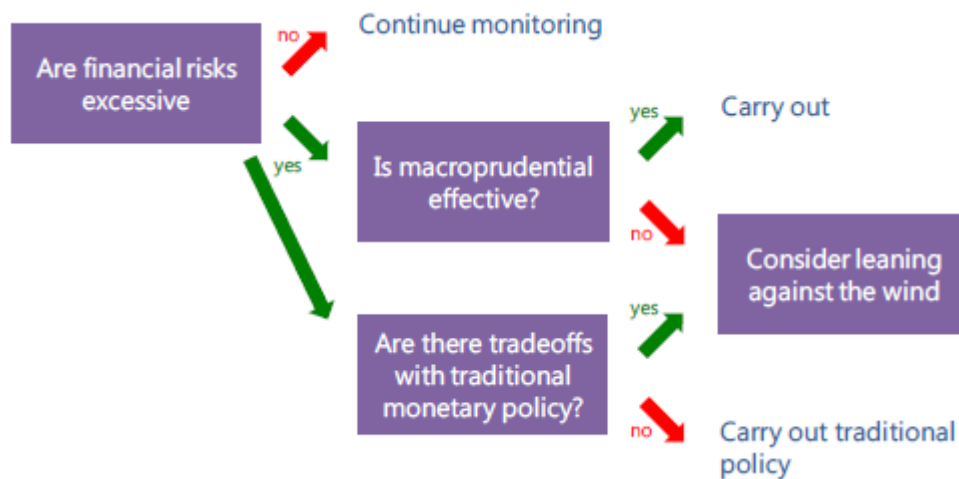 no
Continue monitoring
Are financial risks
excessive
yes
Is macroprudential
effective?
yes
Carry out
no
Consider leaning
against the wind
Are there tradeoffs
with traditional
monetary policy?
yes
no
Carry out traditional
policy